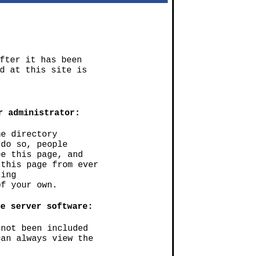 fter it has been
d at this site is
r administrator:
e directory
do so, people
e this page, and
this page from ever
ing
of your own.
e server software:
not been included
an always view the